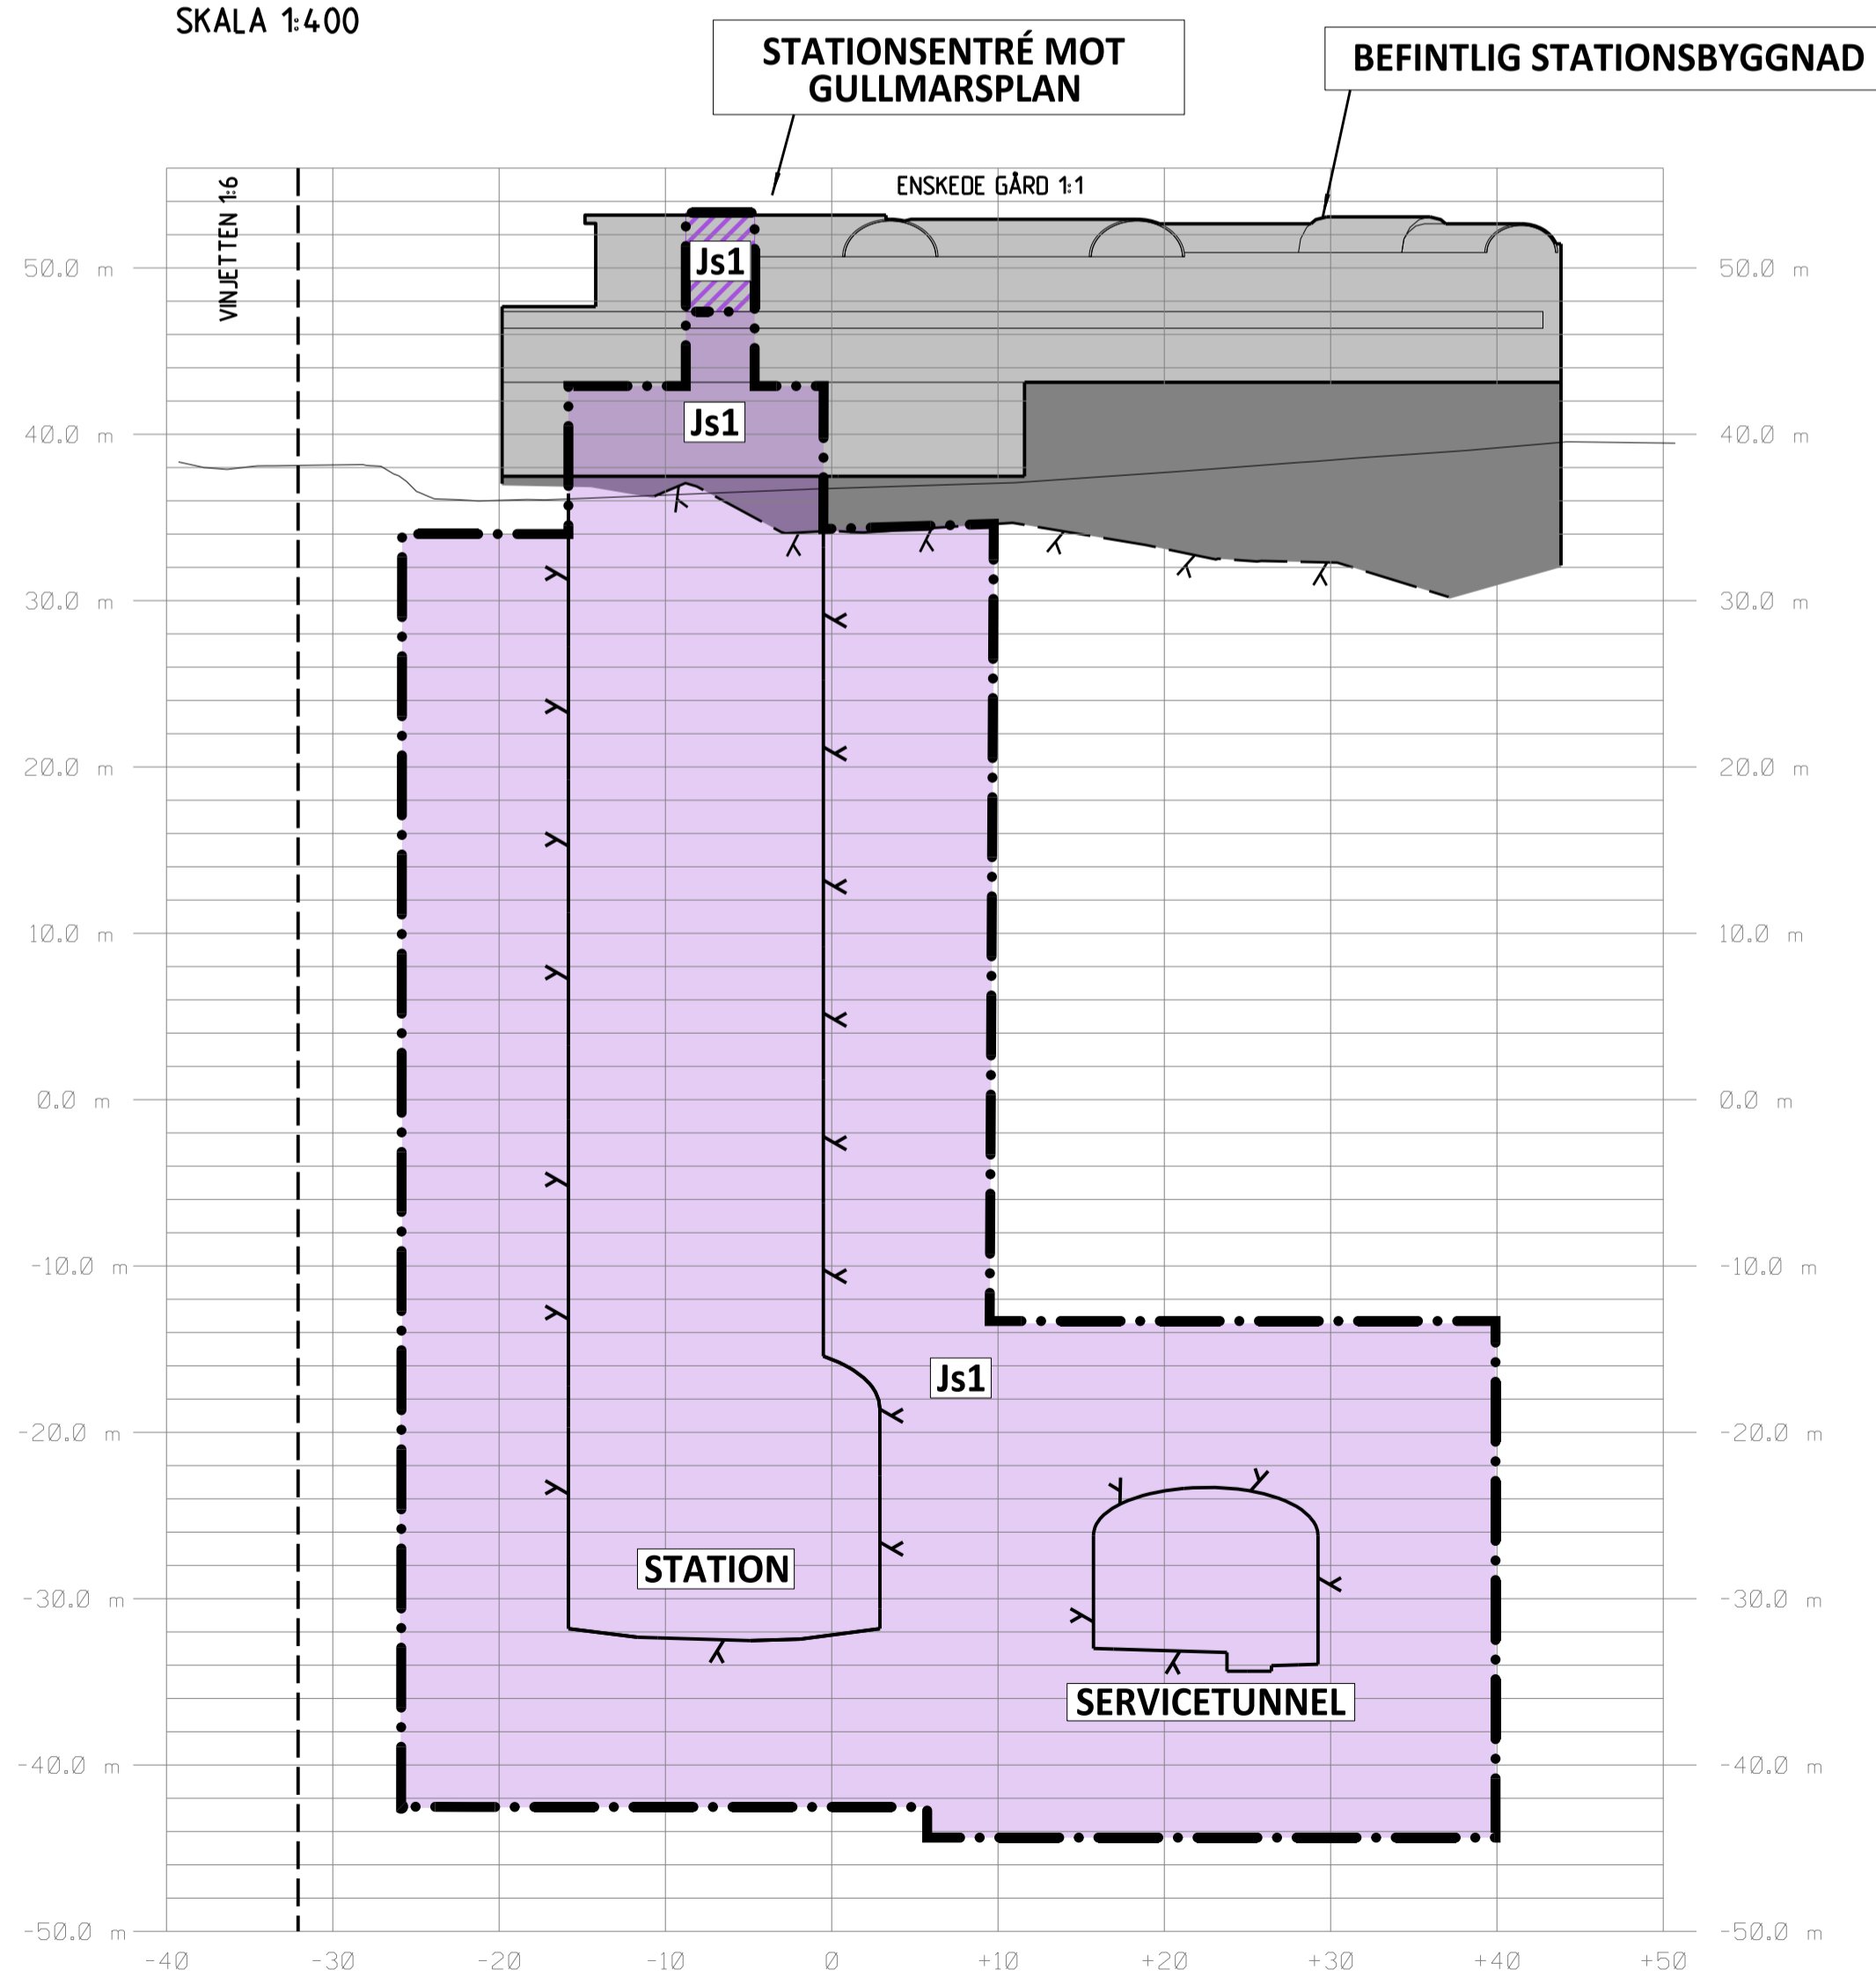 SKALA 1:400
STATIONSENTRÉ MOT
GULLMARSPLAN
BEFINTLIG STATIONSBYGGNAD
VINJETTEN 1:6
ENSKEDE GÅRD 1:1
Js1
50.0 m
50.0 m
Js1
40.0 m
40.0 m
30.0 m
30.0 m
20.0 m
20.0 m
10.0 m
10.0 m
0.0 m
0.0 m
-10.0 m
-10.0 m
Js1
-20.0 m
-20.0 m
STATION
-30.0 m
-30.0 m
SERVICETUNNEL
-40.0 m
-40.0 m
-50.0 m
-50.0 m
-40 -30 -20 -10 0 +10 +20 +30 +40 +50